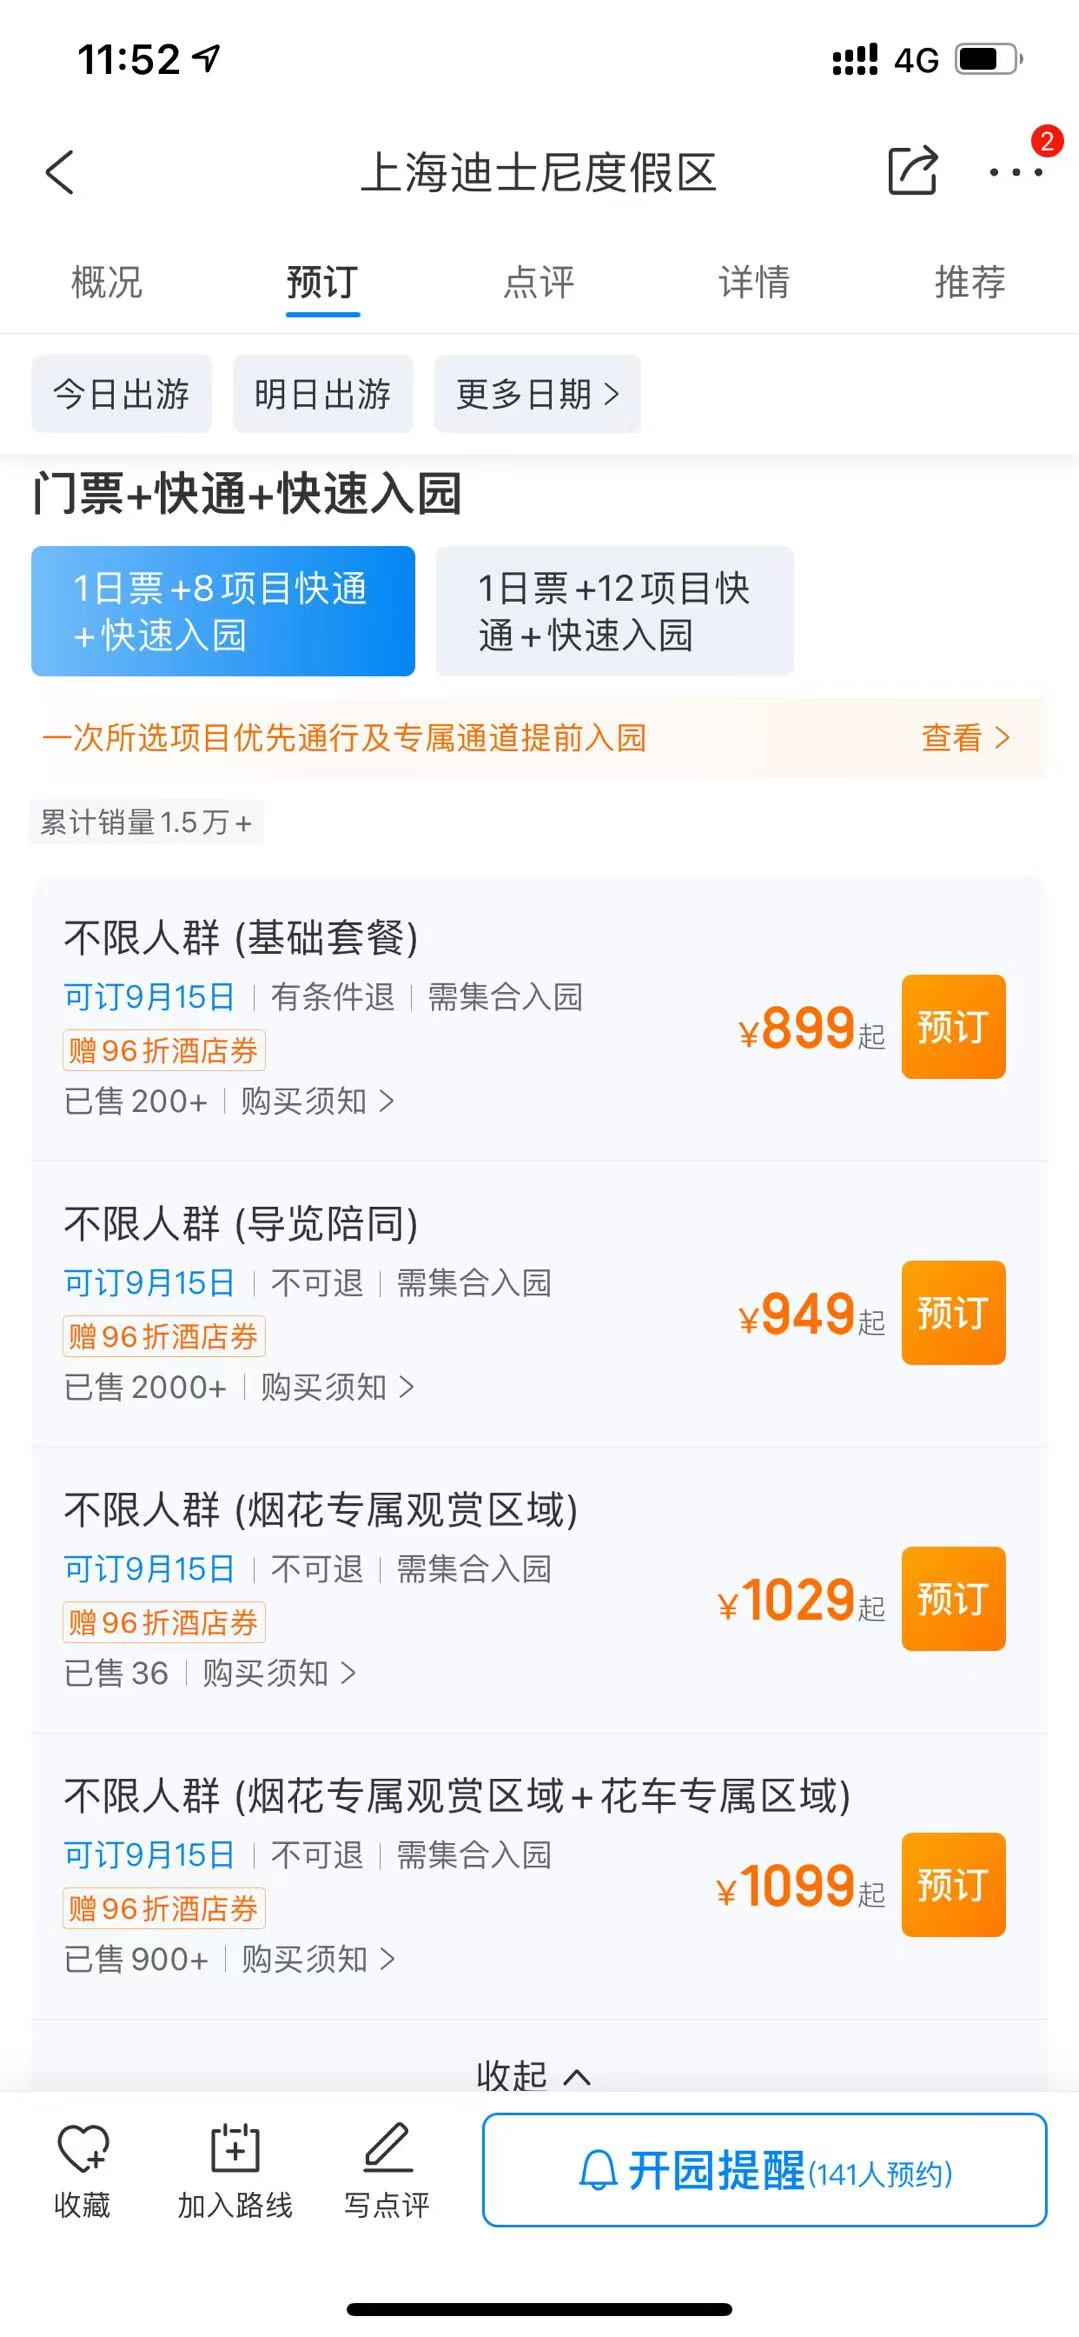 11:52
4G
上海迪士尼度假区
2
概况 预订 点评 详情 推荐
今日出游 明日出游 更多日期 >
门票+快通+快速入园
1日票+8项目快通
+快速入园
1日票+12项目快
通+快速入园
一次所选项目优先通行及专属通道提前入园 查看 >
累计销量1.5万+
不限人群 (基础套餐)
可订9月15日 | 有条件退 | 需集合入园
赠96折酒店券
已售 200+ | 购买须知 >
¥899起 预订
不限人群 (导览陪同)
可订9月15日 | 不可退 | 需集合入园
赠96折酒店券
已售 2000+ | 购买须知 >
¥949起 预订
不限人群 (烟花专属观赏区域)
可订9月15日 | 不可退 | 需集合入园
赠96折酒店券
已售 36 | 购买须知 >
¥1029起 预订
不限人群 (烟花专属观赏区域+花车专属区域)
可订9月15日 | 不可退 | 需集合入园
赠96折酒店券
已售 900+ | 购买须知 >
¥1099起 预订
收起
收藏 加入路线 写点评
开园提醒(141人预约)